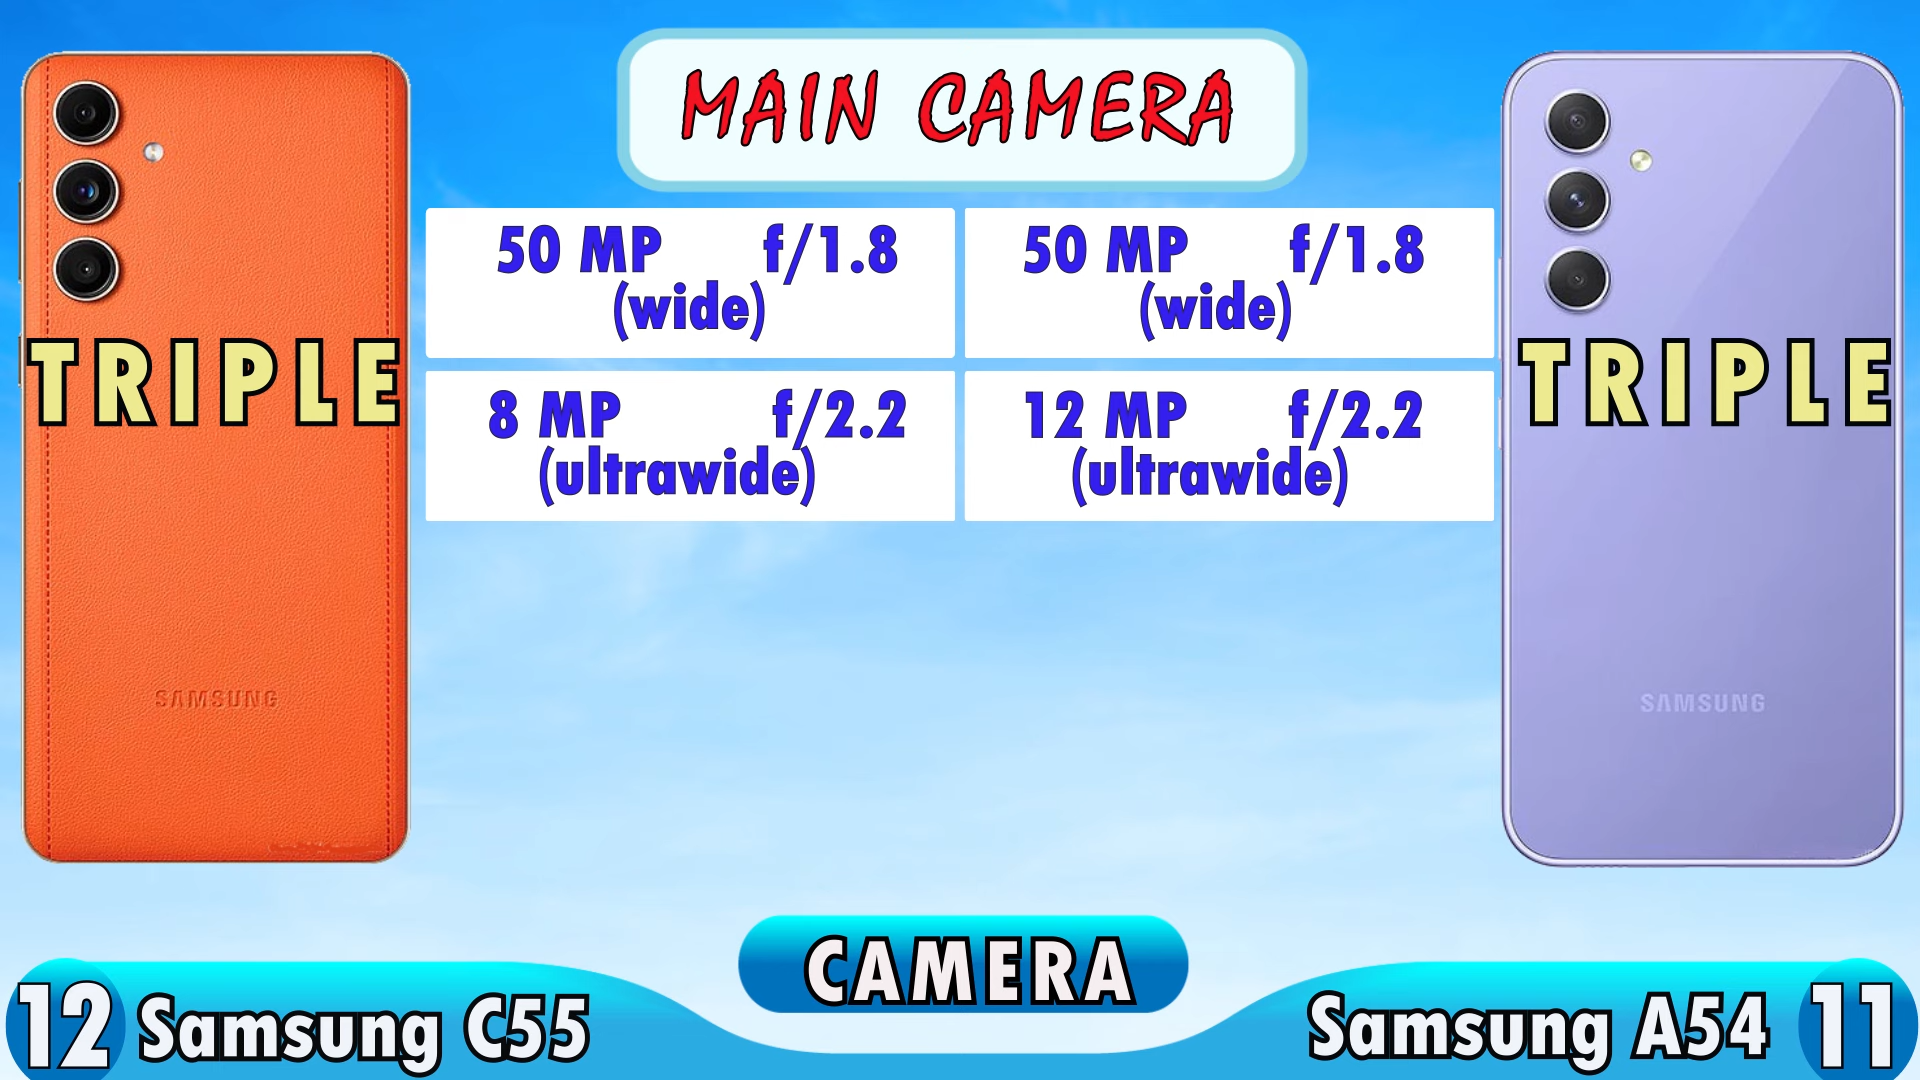 MAIN CAMERA
50 MP f/1.8
(wide)
50 MP f/1.8
(wide)
TRIPLE
TRIPLE
8 MP f/2.2
(ultrawide)
12 MP f/2.2
(ultrawide)
SAMSUNG
SAMSUNG
CAMERA
12 Samsung C55
Samsung A54 11